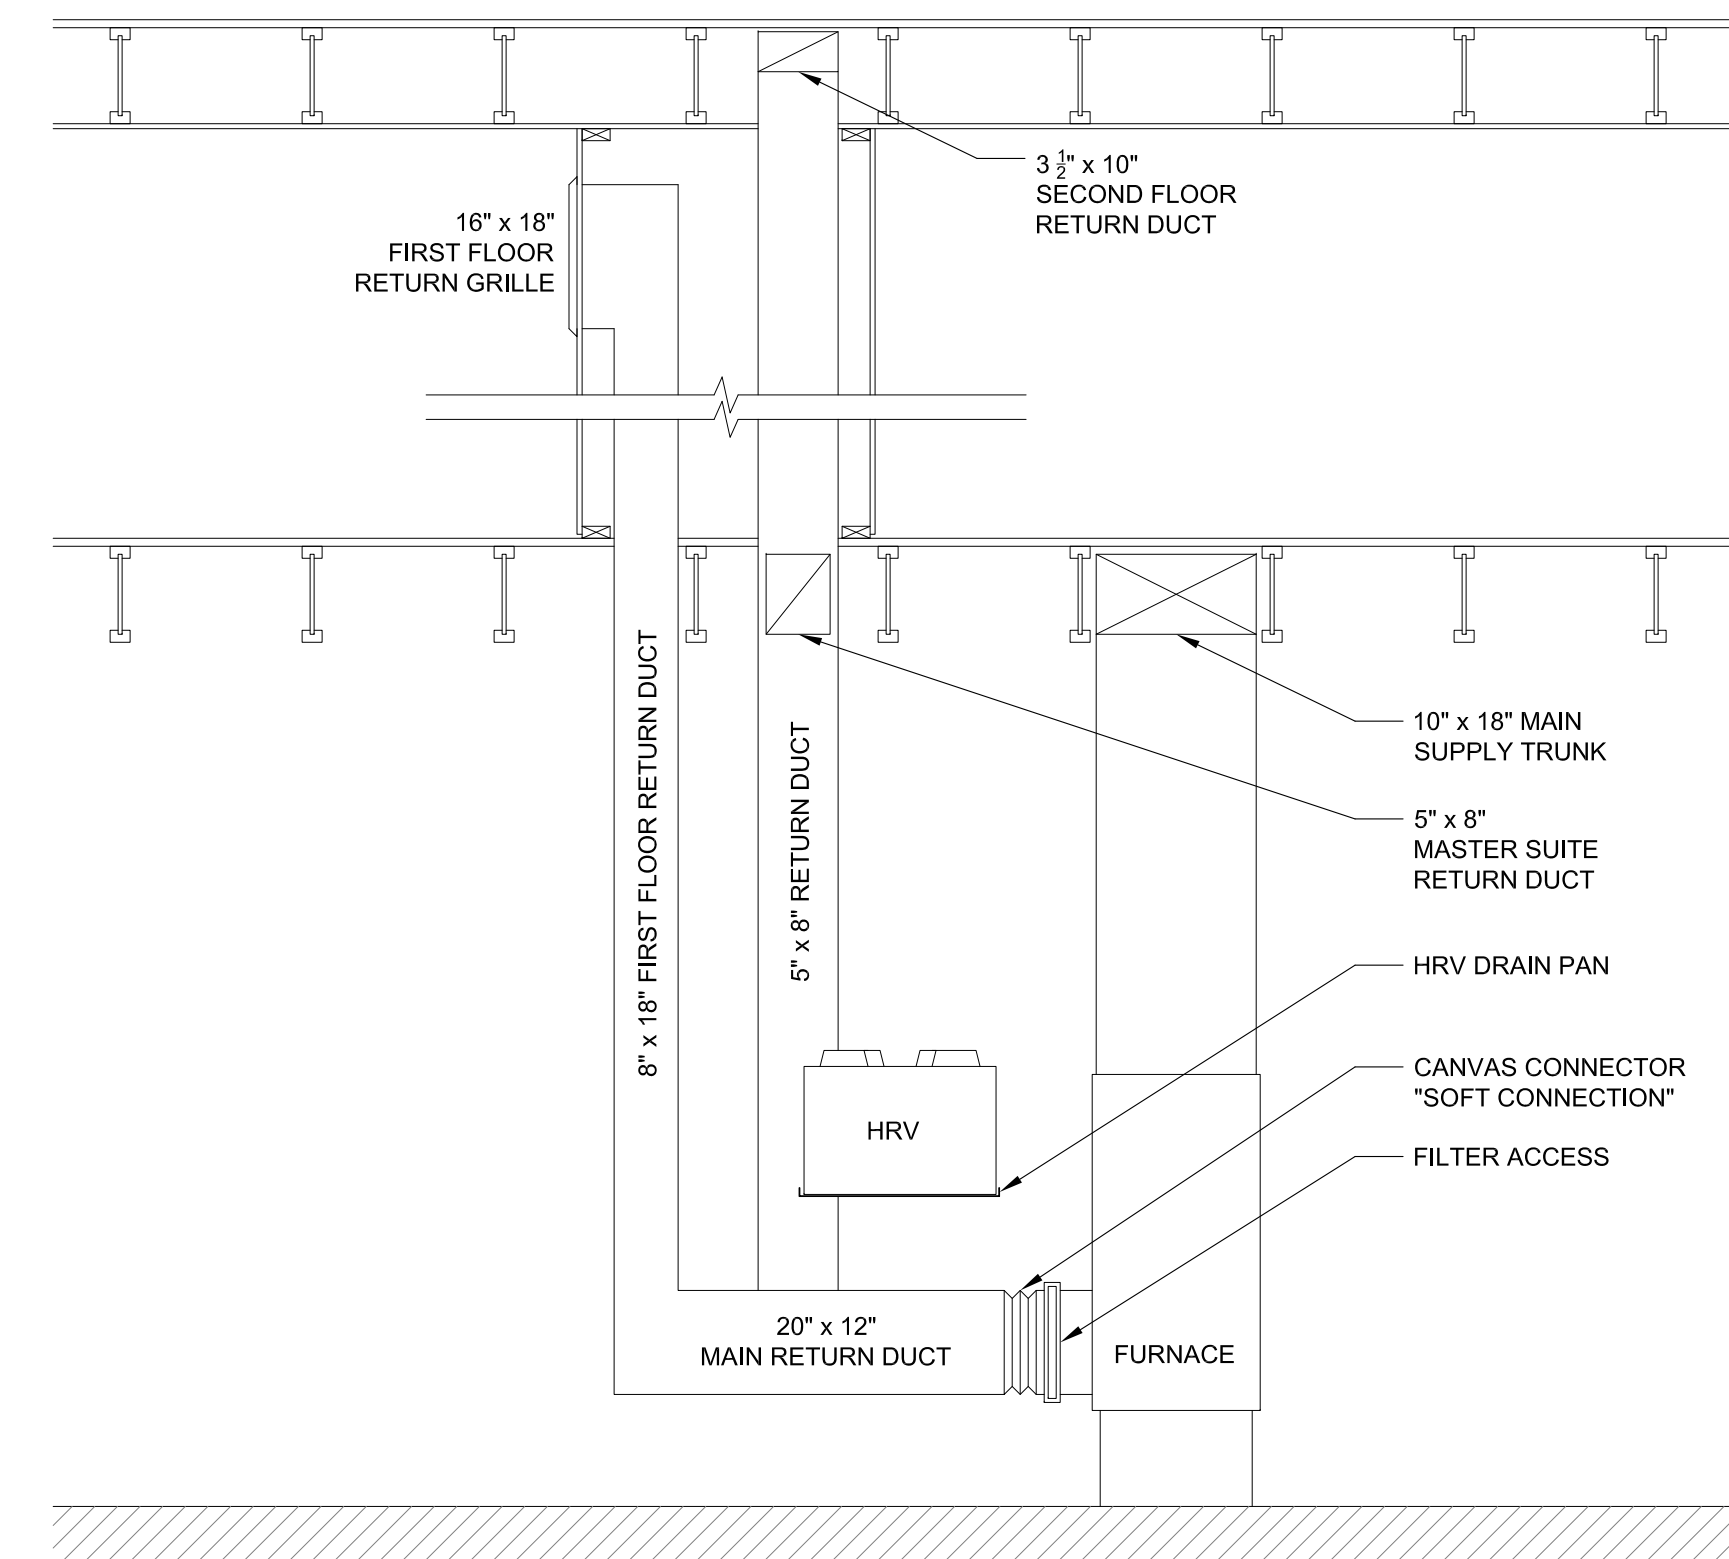 3 1/2" x 10"
SECOND FLOOR
RETURN DUCT
16" x 18"
FIRST FLOOR
RETURN GRILLE
8" x 18" FIRST FLOOR RETURN DUCT
5" x 8" RETURN DUCT
10" x 18" MAIN
SUPPLY TRUNK
5" x 8"
MASTER SUITE
RETURN DUCT
HRV DRAIN PAN
CANVAS CONNECTOR
"SOFT CONNECTION"
HRV
FILTER ACCESS
20" x 12"
MAIN RETURN DUCT
FURNACE